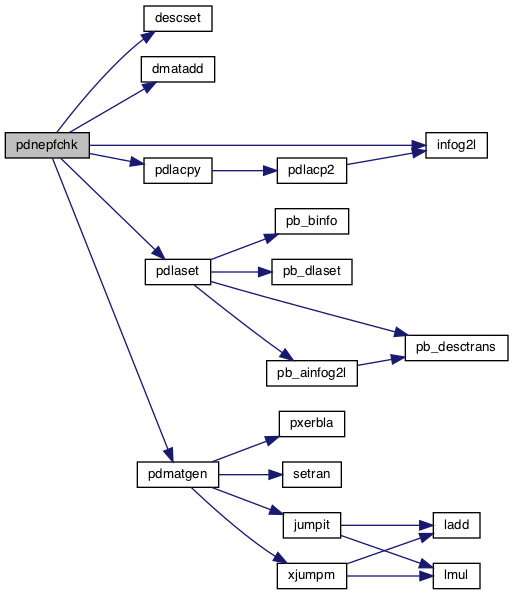 descset
dmatadd
pdnepfchk
infog2l
pdlacpy
pdlacp2
pb_binfo
pdlaset
pb_dlaset
pb_desctrans
pb_ainfog2l
pxerbla
pdmatgen
setran
jumpit
ladd
xjumpm
lmul